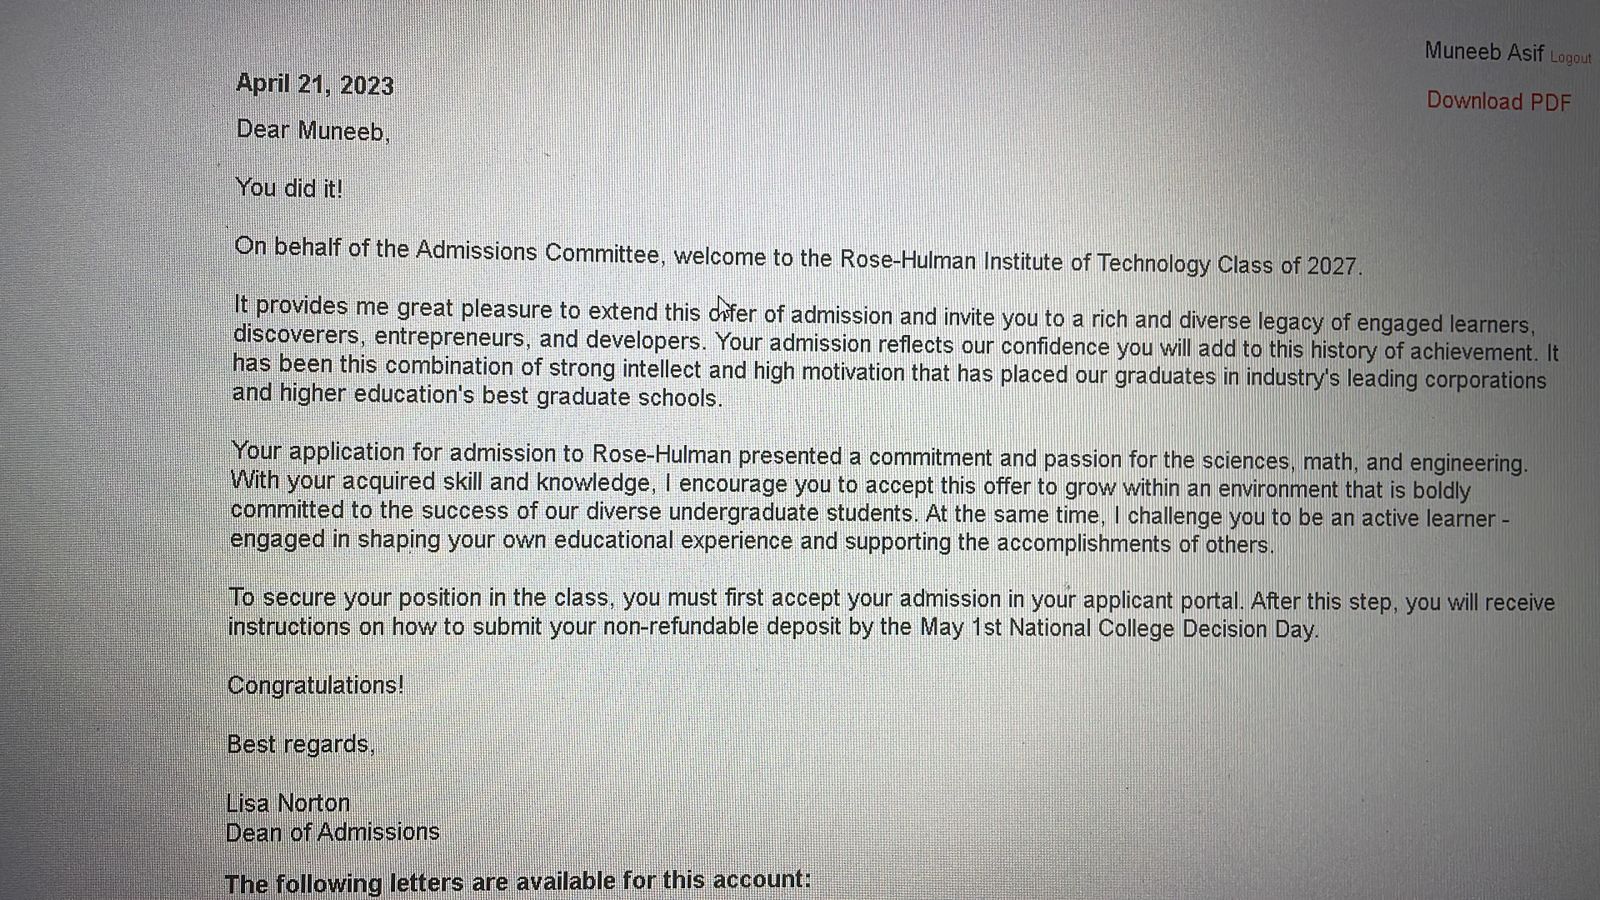 Muneeb Asif Logout
Download PDF
April 21, 2023
Dear Muneeb,
You did it!
On behalf of the Admissions Committee, welcome to the Rose-Hulman Institute of Technology Class of 2027.
It provides me great pleasure to extend this offer of admission and invite you to a rich and diverse legacy of engaged learners,
discoverers, entrepreneurs, and developers. Your admission reflects our confidence you will add to this history of achievement. It
has been this combination of strong intellect and high motivation that has placed our graduates in industry's leading corporations
and higher education's best graduate schools.
Your application for admission to Rose-Hulman presented a commitment and passion for the sciences, math, and engineering.
With your acquired skill and knowledge, I encourage you to accept this offer to grow within an environment that is boldly
committed to the success of our diverse undergraduate students. At the same time, I challenge you to be an active learner -
engaged in shaping your own educational experience and supporting the accomplishments of others.
To secure your position in the class, you must first accept your admission in your applicant portal. After this step, you will receive
instructions on how to submit your non-refundable deposit by the May 1st National College Decision Day.
Congratulations!
Best regards,
Lisa Norton
Dean of Admissions
The following letters are available for this account: